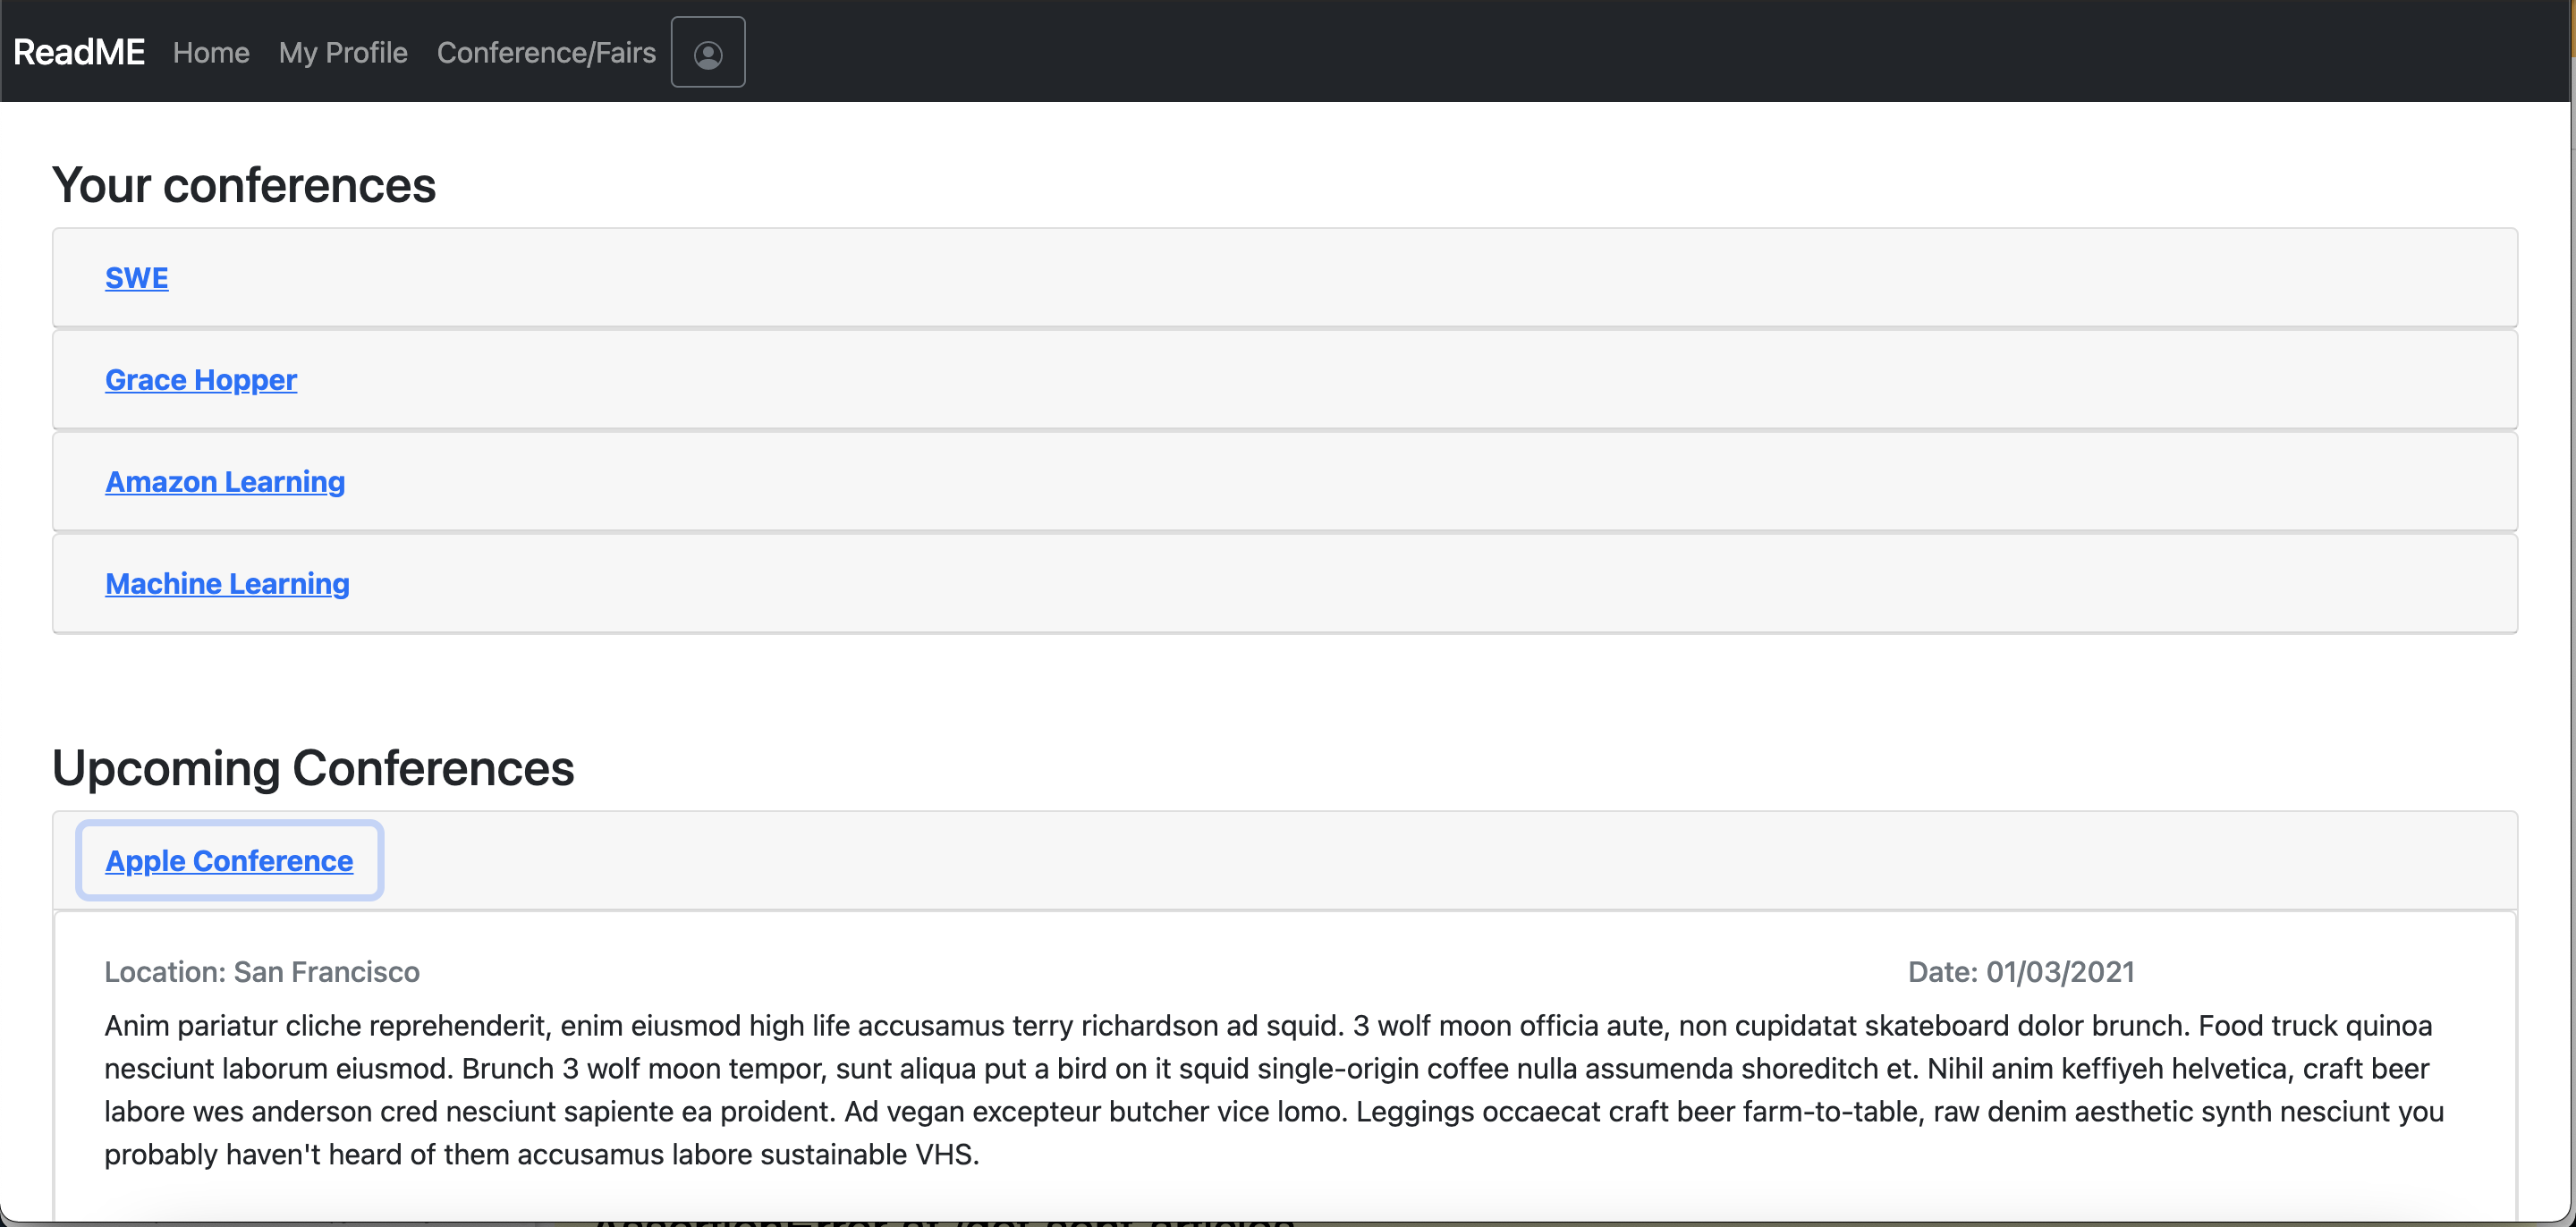 ReadME Home My Profile Conference/Fairs
Your conferences
SWE
Grace Hopper
Amazon Learning
Machine Learning
Upcoming Conferences
Apple Conference
Location: San Francisco Date: 01/03/2021
Anim pariatur cliche reprehenderit, enim eiusmod high life accusamus terry richardson ad squid. 3 wolf moon officia aute, non cupidatat skateboard dolor brunch. Food truck quinoa
nesciunt laborum eiusmod. Brunch 3 wolf moon tempor, sunt aliqua put a bird on it squid single-origin coffee nulla assumenda shoreditch et. Nihil anim keffiyeh helvetica, craft beer
labore wes anderson cred nesciunt sapiente ea proident. Ad vegan excepteur butcher vice lomo. Leggings occaecat craft beer farm-to-table, raw denim aesthetic synth nesciunt you
probably haven't heard of them accusamus labore sustainable VHS.